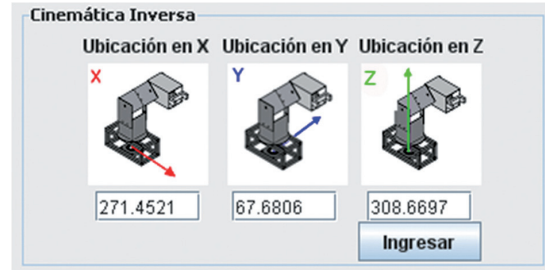 Cinemática Inversa
Ubicación en X Ubicación en Y Ubicación en Z
X Y Z
271.4521 67.6806 308.6697
Ingresar